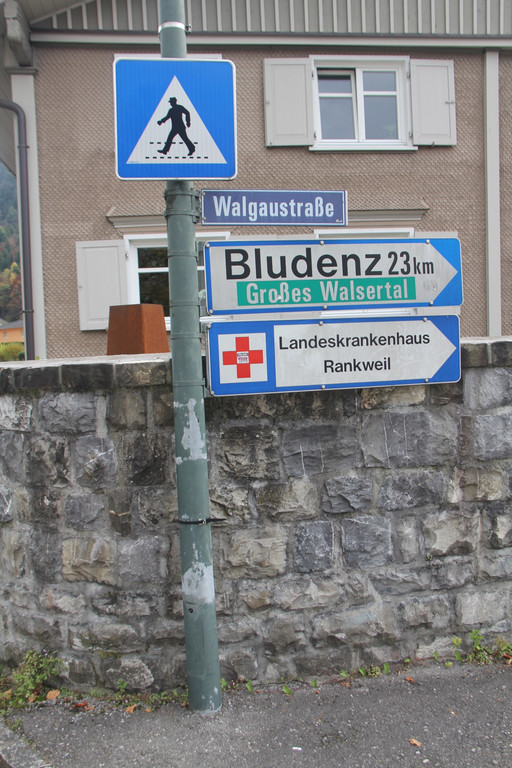 Walgaustraße
Bludenz 23 km
Großes Walsertal
Landeskrankenhaus
Rankweil